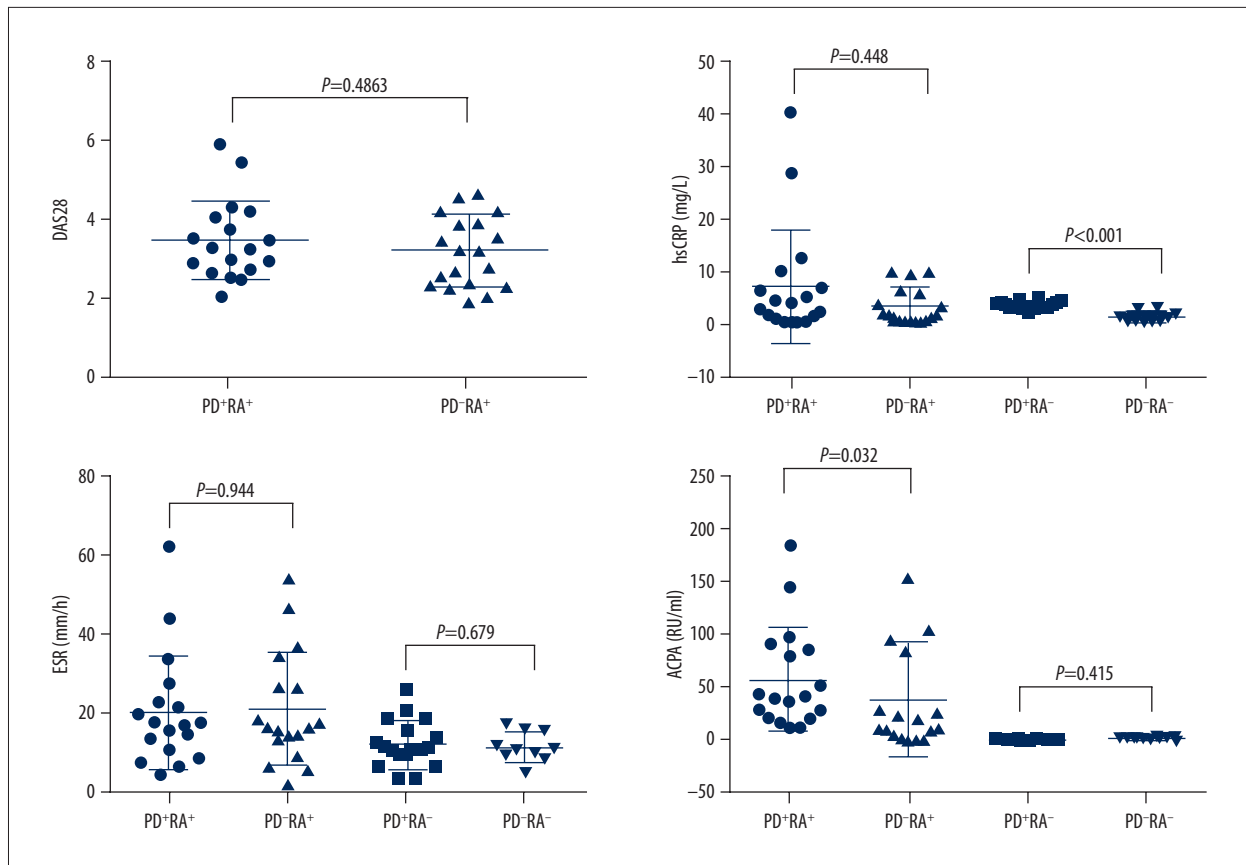 8
6
4
2
0
DAS28
P=0.4863
PD⁺RA⁺ PD⁻RA⁺
50
40
30
20
10
0
−10
hsCRP (mg/L)
P=0.448
P<0.001
PD⁺RA⁺ PD⁻RA⁺ PD⁺RA⁻ PD⁻RA⁻
80
60
40
20
0
ESR (mm/h)
P=0.944
P=0.679
PD⁺RA⁺ PD⁻RA⁺ PD⁺RA⁻ PD⁻RA⁻
250
200
150
100
50
0
−50
ACPA (RU/ml)
P=0.032
P=0.415
PD⁺RA⁺ PD⁻RA⁺ PD⁺RA⁻ PD⁻RA⁻